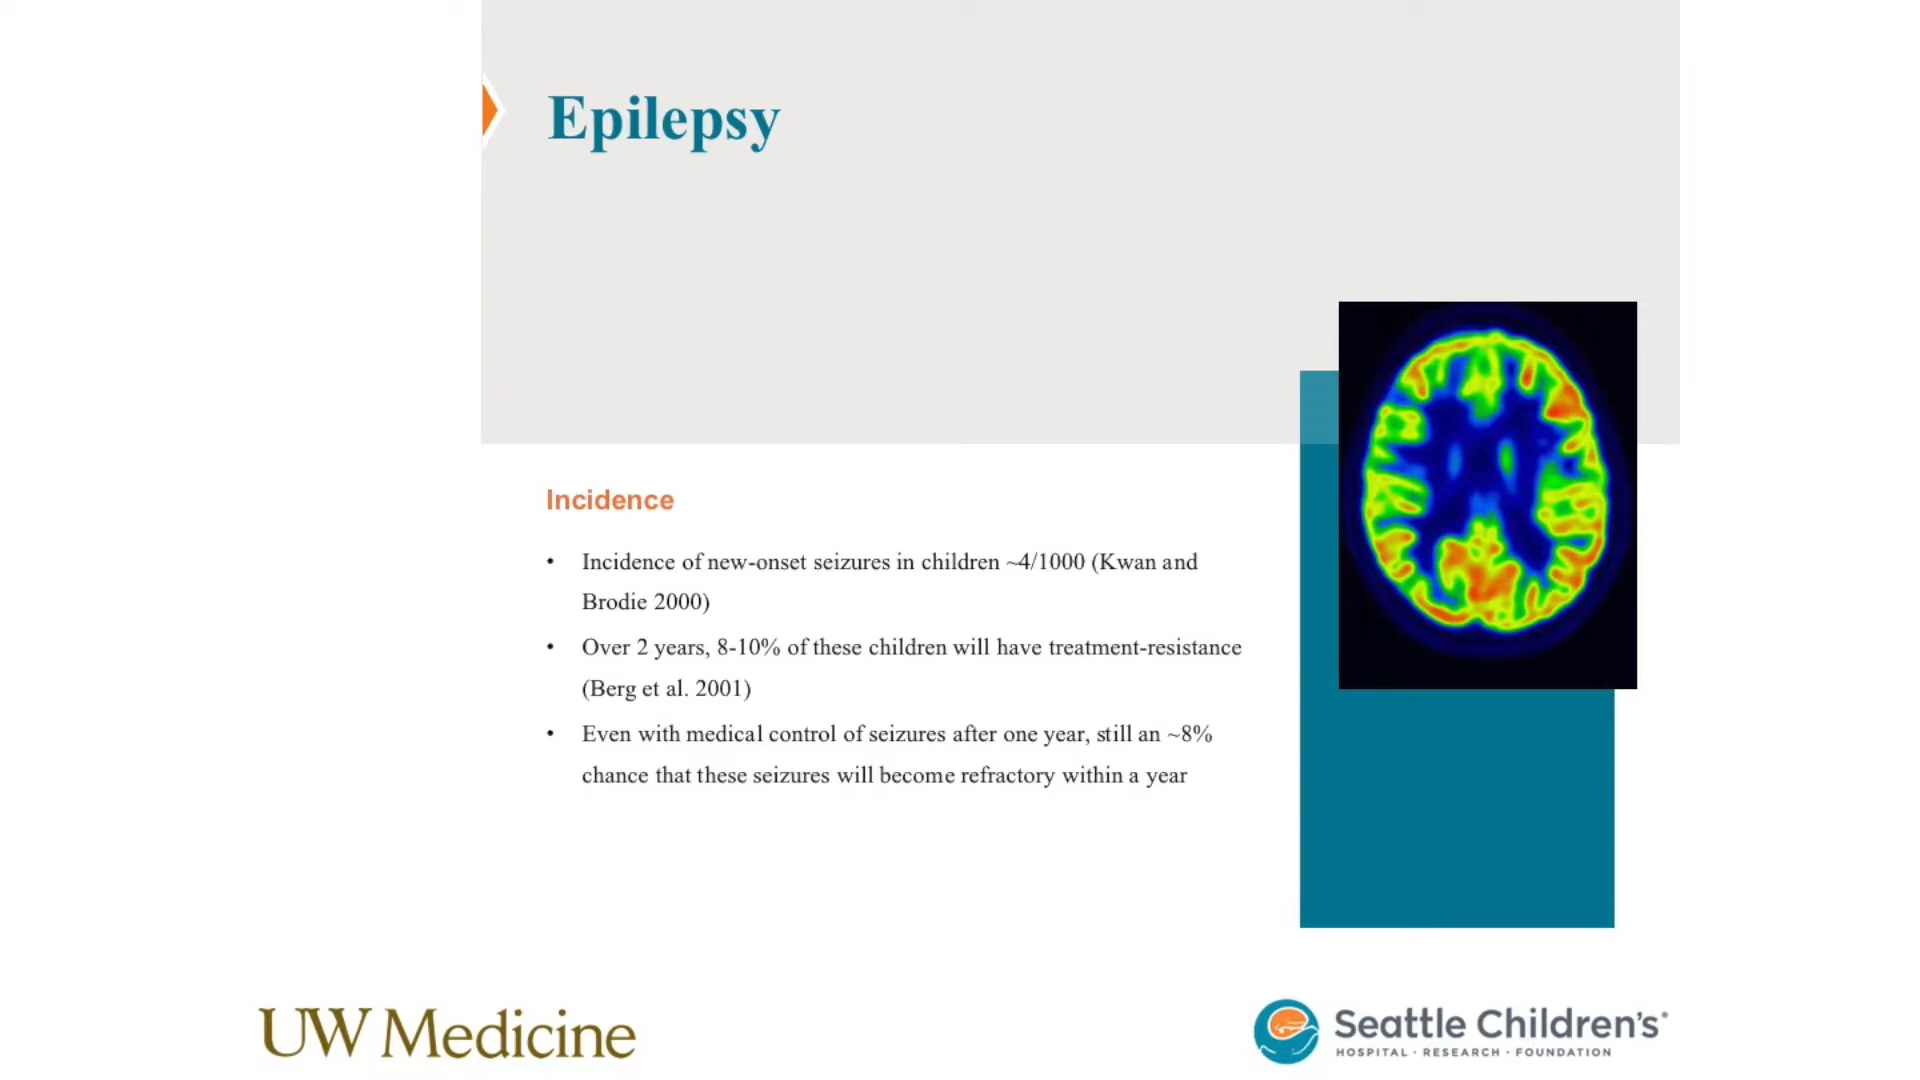 Epilepsy
Incidence
• Incidence of new-onset seizures in children ~4/1000 (Kwan and
Brodie 2000)
• Over 2 years, 8-10% of these children will have treatment-resistance
(Berg et al. 2001)
• Even with medical control of seizures after one year, still an ~8%
chance that these seizures will become refractory within a year
UW Medicine
Seattle Children's®
HOSPITAL · RESEARCH · FOUNDATION